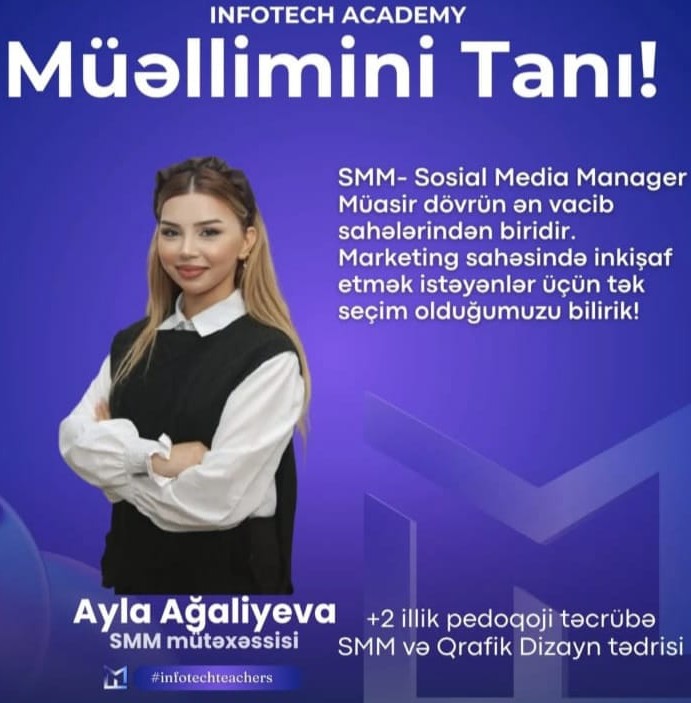 INFOTECH ACADEMY
Müəllimini Tanı!
SMM- Sosial Media Manager
Müasir dövrün ən vacib
sahələrindən biridir.
Marketing sahəsində inkişaf
etmək istəyənlər üçün tək
seçim olduğumuzu bilirik!
Ayla Ağaliyeva
SMM mütəxəssisi
#infotechteachers
+2 illik pedoqoji təcrübə
SMM və Qrafik Dizayn tədrisi